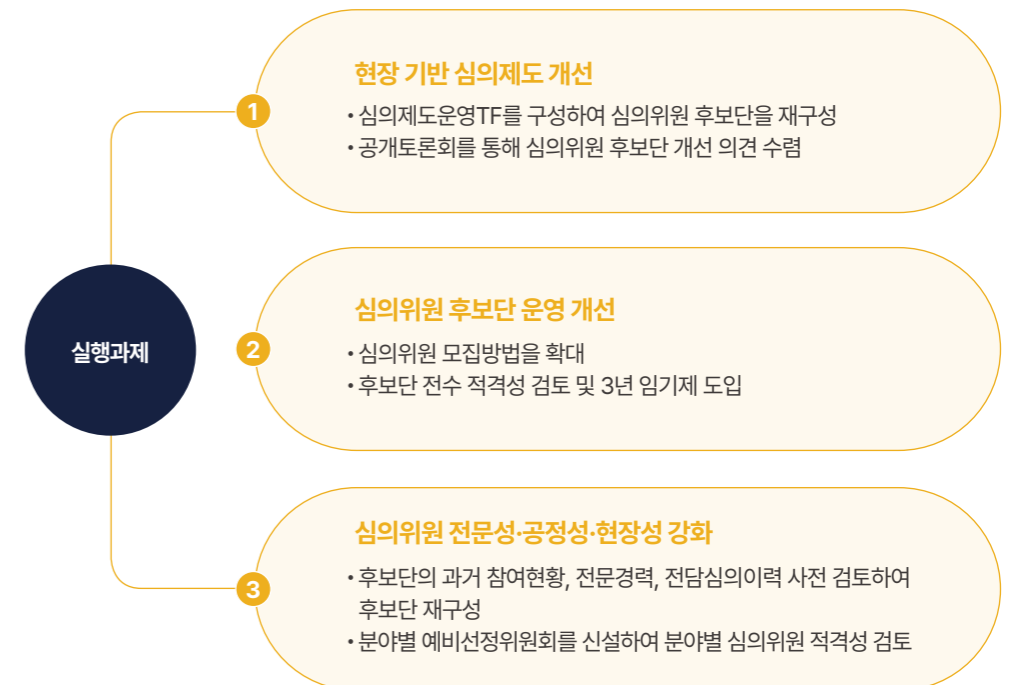 현장 기반 심의제도 개선
1
• 심의제도운영TF를 구성하여 심의위원 후보단을 재구성
• 공개토론회를 통해 심의위원 후보단 개선 의견 수렴
실행과제
심의위원 후보단 운영 개선
2
• 심의위원 모집방법을 확대
• 후보단 전수 적격성 검토 및 3년 임기제 도입
심의위원 전문성·공정성·현장성 강화
3
• 후보단의 과거 참여현황, 전문경력, 전담심의이력 사전 검토하여
후보단 재구성
• 분야별 예비선정위원회를 신설하여 분야별 심의위원 적격성 검토